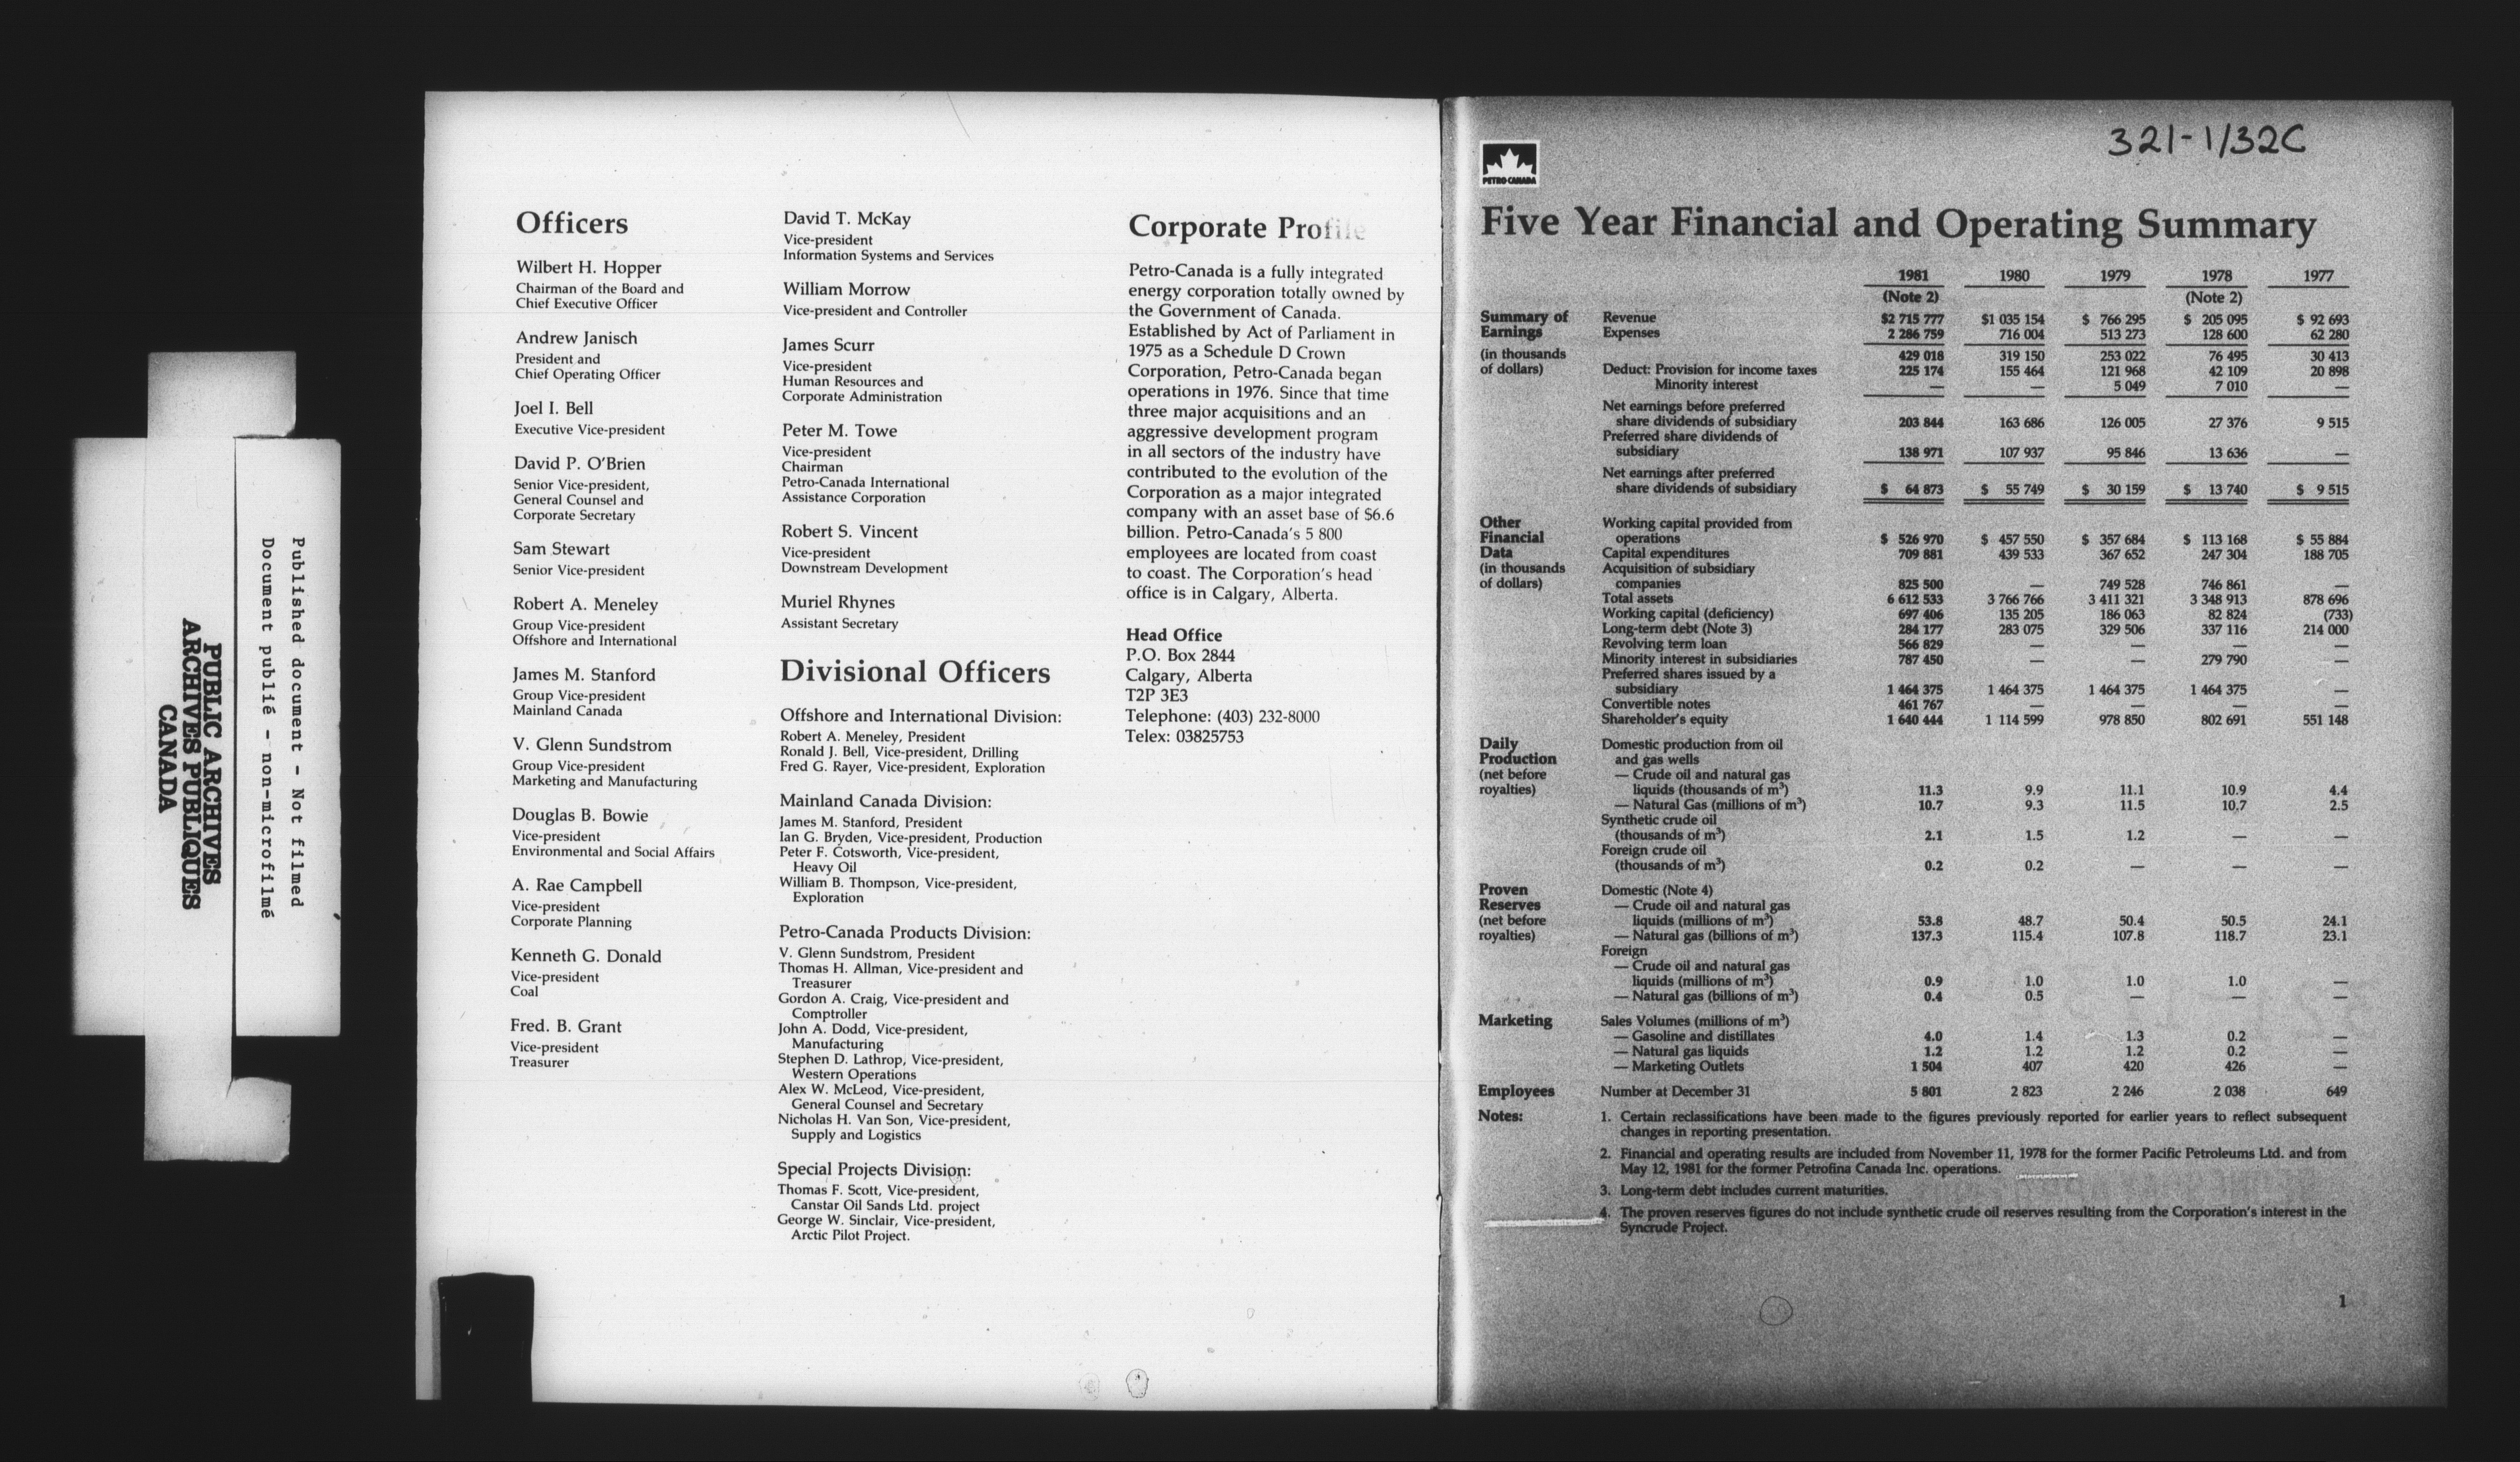 Published document - Not filmed
Document publié - non-microfilmé
PUBLIC ARCHIVES
ARCHIVES PUBLIQUES
CANADA
Officers
Wilbert H. Hopper
Chairman of the Board and
Chief Executive Officer
Andrew Janisch
President and
Chief Operating Officer
Joel I. Bell
Executive Vice-president
David P. O'Brien
Senior Vice-president,
General Counsel and
Corporate Secretary
Sam Stewart
Senior Vice-president
Robert A. Meneley
Group Vice-president
Offshore and International
James M. Stanford
Group Vice-president
Mainland Canada
V. Glenn Sundstrom
Group Vice-president
Marketing and Manufacturing
Douglas B. Bowie
Vice-president
Environmental and Social Affairs
A. Rae Campbell
Vice-president
Corporate Planning
Kenneth G. Donald
Vice-president
Coal
Fred. B. Grant
Vice-president
Treasurer
David T. McKay
Vice-president
Information Systems and Services
William Morrow
Vice-president and Controller
James Scurr
Vice-president
Human Resources and
Corporate Administration
Peter M. Towe
Vice-president
Chairman
Petro-Canada International
Assistance Corporation
Robert S. Vincent
Vice-president
Downstream Development
Muriel Rhynes
Assistant Secretary
Divisional Officers
Offshore and International Division:
Robert A. Meneley, President
Ronald J. Bell, Vice-president, Drilling
Fred G. Rayer, Vice-president, Exploration
Mainland Canada Division:
James M. Stanford, President
Ian G. Bryden, Vice-president, Production
Peter F. Cotsworth, Vice-president,
Heavy Oil
William B. Thompson, Vice-president,
Exploration
Petro-Canada Products Division:
V. Glenn Sundstrom, President
Thomas H. Allman, Vice-president and
Treasurer
Gordon A. Craig, Vice-president and
Comptroller
John A. Dodd, Vice-president,
Manufacturing
Stephen D. Lathrop, Vice-president,
Western Operations
Alex W. McLeod, Vice-president,
General Counsel and Secretary
Nicholas H. Van Son, Vice-president,
Supply and Logistics
Special Projects Division:
Thomas F. Scott, Vice-president,
Canstar Oil Sands Ltd. project
George W. Sinclair, Vice-president,
Arctic Pilot Project.
Corporate Profile
Petro-Canada is a fully integrated
energy corporation totally owned by
the Government of Canada.
Established by Act of Parliament in
1975 as a Schedule D Crown
Corporation, Petro-Canada began
operations in 1976. Since that time
three major acquisitions and an
aggressive development program
in all sectors of the industry have
contributed to the evolution of the
Corporation as a major integrated
company with an asset base of $6.6
billion. Petro-Canada's 5 800
employees are located from coast
to coast. The Corporation's head
office is in Calgary, Alberta.
Head Office
P.O. Box 2844
Calgary, Alberta
T2P 3E3
Telephone: (403) 232-8000
Telex: 03825753
321-1/32C
PETRO-CANADA
Five Year Financial and Operating Summary
1981 1980 1979 1978 1977
(Note 2) (Note 2)
Summary of Revenue $2 715 777 $1 035 154 $ 766 295 $ 205 095 $ 92 693
Earnings Expenses 2 286 759 716 004 513 273 128 600 62 280
(in thousands 429 018 319 150 253 022 76 495 30 413
of dollars) Deduct: Provision for income taxes 225 174 155 464 121 968 42 109 20 898
Minority interest — — 5 049 7 010 —
Net earnings before preferred
share dividends of subsidiary 203 844 163 686 126 005 27 376 9 515
Preferred share dividends of
subsidiary 138 971 107 937 95 846 13 636 —
Net earnings after preferred
share dividends of subsidiary $ 64 873 $ 55 749 $ 30 159 $ 13 740 $ 9 515
Other Working capital provided from
Financial operations $ 526 970 $ 457 550 $ 357 684 $ 113 168 $ 55 884
Data Capital expenditures 709 881 439 533 367 652 247 304 188 705
(in thousands Acquisition of subsidiary
of dollars) companies 825 500 — 749 528 746 861 —
Total assets 6 612 533 3 766 766 3 411 321 3 348 913 878 696
Working capital (deficiency) 697 406 135 205 186 063 82 824 (733)
Long-term debt (Note 3) 284 177 283 075 329 506 337 116 214 000
Revolving term loan 566 829 — — — —
Minority interest in subsidiaries 787 450 — — 279 790 —
Preferred shares issued by a
subsidiary 1 464 375 1 464 375 1 464 375 1 464 375 —
Convertible notes 461 767 — — — —
Shareholder's equity 1 640 444 1 114 599 978 850 802 691 551 148
Daily Domestic production from oil
Production and gas wells
(net before — Crude oil and natural gas
royalties) liquids (thousands of m³) 11.3 9.9 11.1 10.9 4.4
— Natural Gas (millions of m³) 10.7 9.3 11.5 10.7 2.5
Synthetic crude oil
(thousands of m³) 2.1 1.5 1.2 — —
Foreign crude oil
(thousands of m³) 0.2 0.2 — — —
Proven Domestic (Note 4)
Reserves — Crude oil and natural gas
(net before liquids (millions of m³) 53.8 48.7 50.4 50.5 24.1
royalties) — Natural gas (billions of m³) 137.3 115.4 107.8 118.7 23.1
Foreign
— Crude oil and natural gas
liquids (millions of m³) 0.9 1.0 1.0 1.0 —
— Natural gas (billions of m³) 0.4 0.5 — — —
Marketing Sales Volumes (millions of m³)
— Gasoline and distillates 4.0 1.4 1.3 0.2 —
— Natural gas liquids 1.2 1.2 1.2 0.2 —
— Marketing Outlets 1 504 407 420 426 —
Employees Number at December 31 5 801 2 823 2 246 2 038 649
Notes: 1. Certain reclassifications have been made to the figures previously reported for earlier years to reflect subsequent
changes in reporting presentation.
2. Financial and operating results are included from November 11, 1978 for the former Pacific Petroleums Ltd. and from
May 12, 1981 for the former Petrofina Canada Inc. operations.
3. Long-term debt includes current maturities.
4. The proven reserves figures do not include synthetic crude oil reserves resulting from the Corporation's interest in the
Syncrude Project.
1